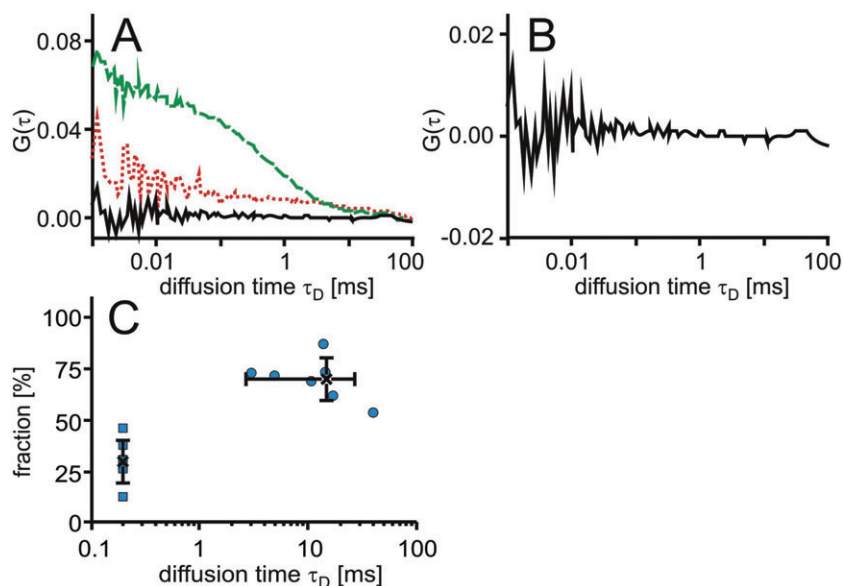 A
B
0.08
0.04
0.00
G(τ)
0.01
1
100
diffusion time τD [ms]
0.02
0.00
-0.02
G(τ)
0.01
1
100
diffusion time τD [ms]
C
100
75
50
25
0
fraction [%]
0.1
1
10
100
diffusion time τD [ms]